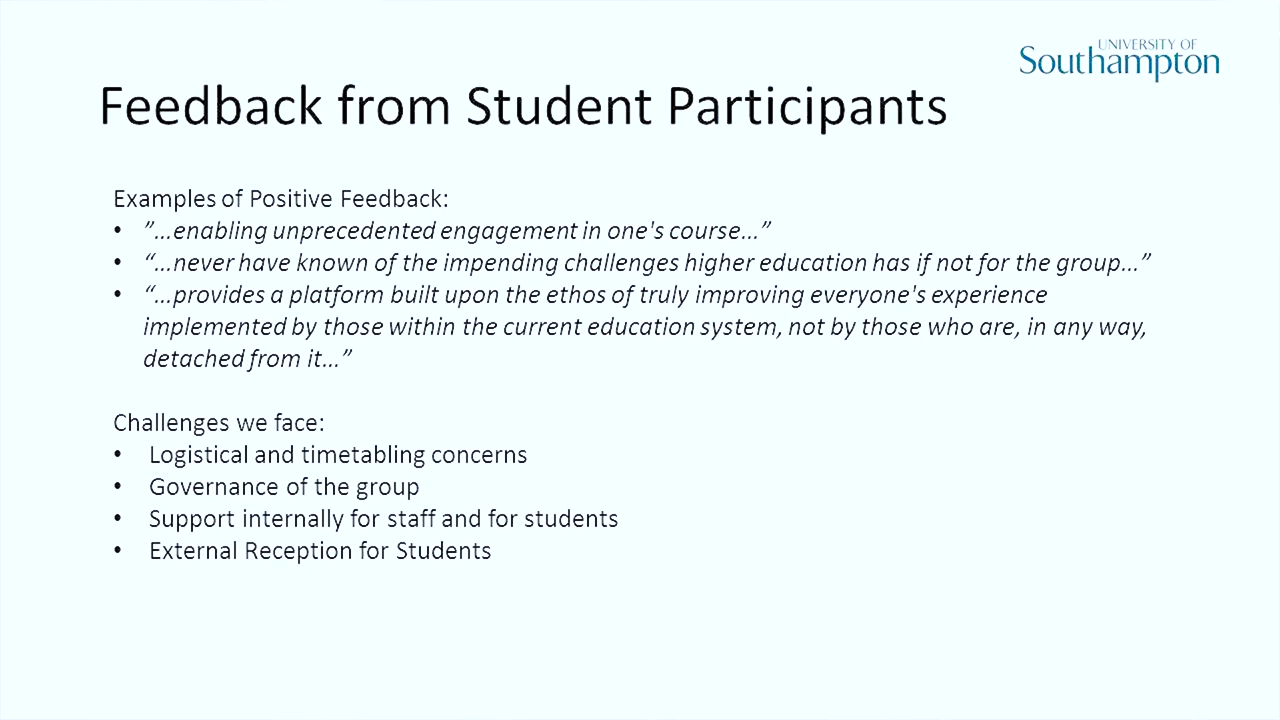 UNIVERSITY OF
Southampton
Feedback from Student Participants
Examples of Positive Feedback:
• ”...enabling unprecedented engagement in one's course...”
• “...never have known of the impending challenges higher education has if not for the group...”
• “...provides a platform built upon the ethos of truly improving everyone's experience
implemented by those within the current education system, not by those who are, in any way,
detached from it...”
Challenges we face:
• Logistical and timetabling concerns
• Governance of the group
• Support internally for staff and for students
• External Reception for Students